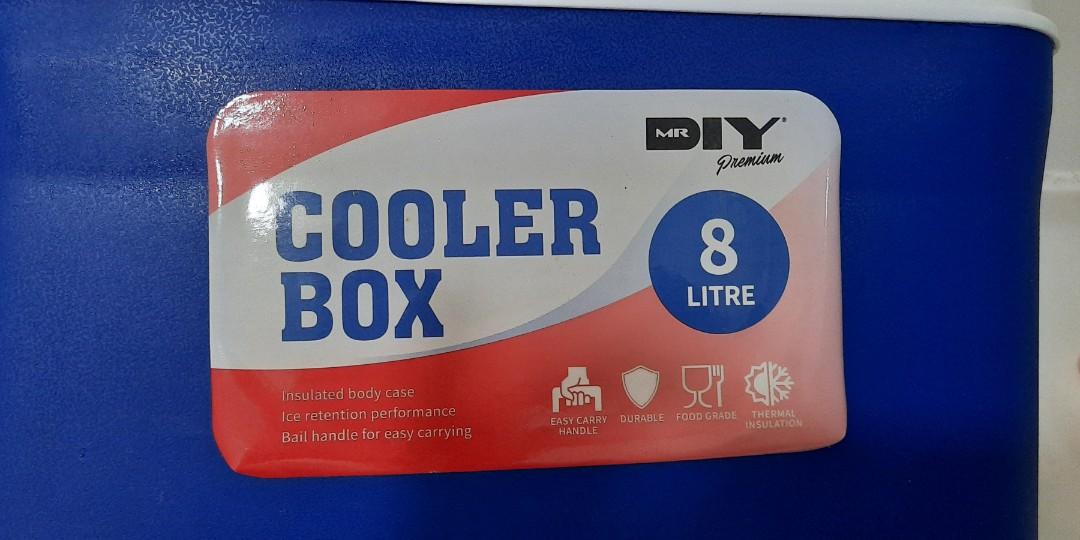 MR DIY®
Premium
COOLER
BOX
8
LITRE
Insulated body case
Ice retention performance
Bail handle for easy carrying
EASY CARRY
HANDLE
DURABLE
FOOD GRADE
THERMAL
INSULATION